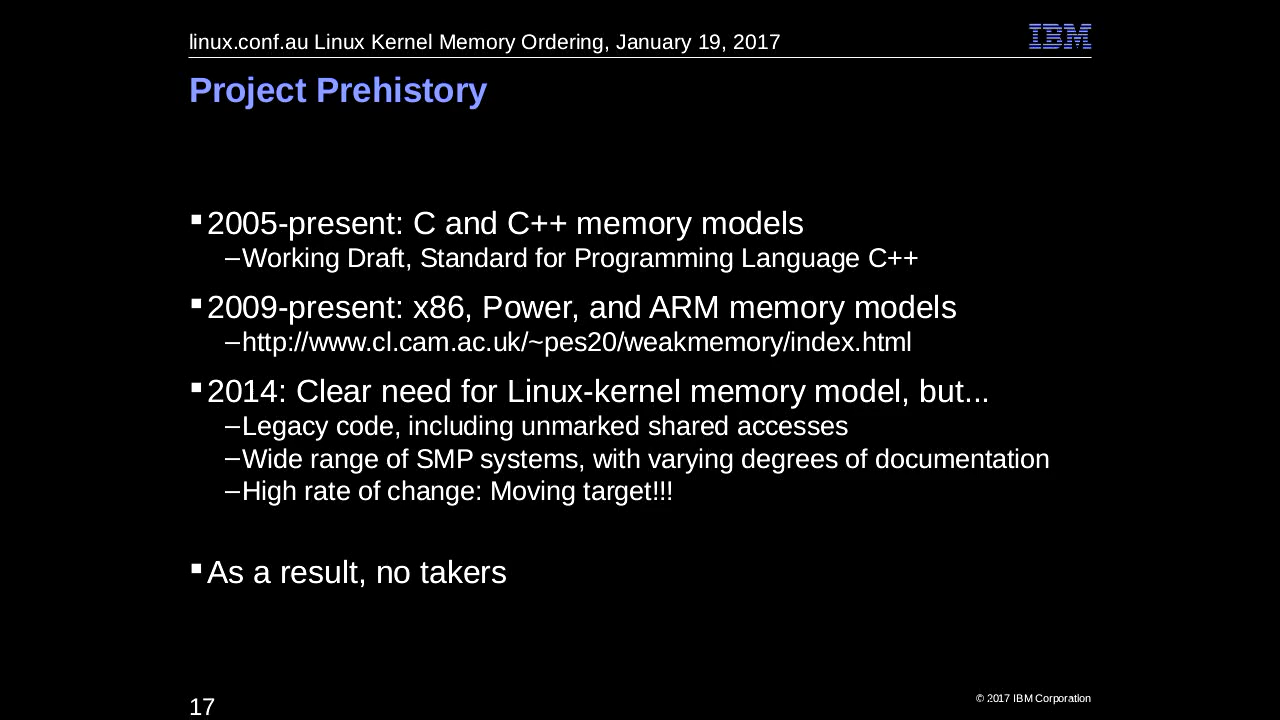 linux.conf.au Linux Kernel Memory Ordering, January 19, 2017
IBM
Project Prehistory
▪2005-present: C and C++ memory models
–Working Draft, Standard for Programming Language C++
▪2009-present: x86, Power, and ARM memory models
–http://www.cl.cam.ac.uk/~pes20/weakmemory/index.html
▪2014: Clear need for Linux-kernel memory model, but...
–Legacy code, including unmarked shared accesses
–Wide range of SMP systems, with varying degrees of documentation
–High rate of change: Moving target!!!
▪As a result, no takers
17
© 2017 IBM Corporation